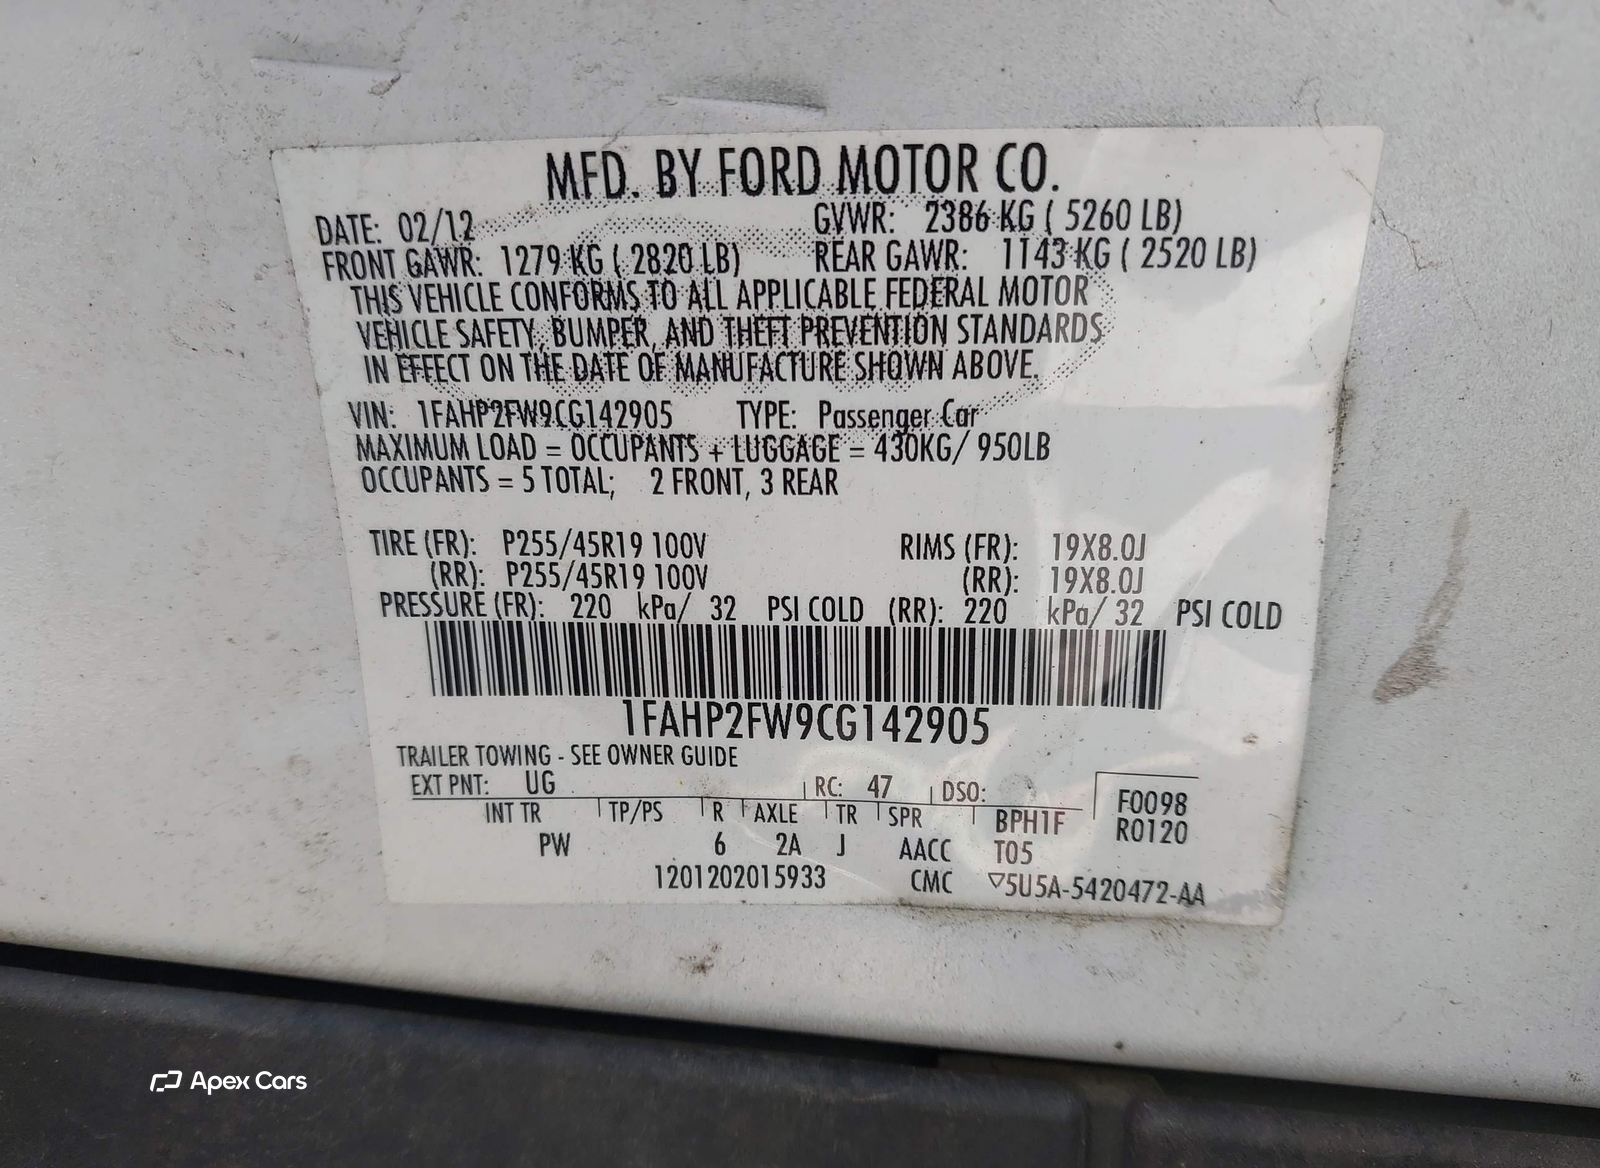 MFD. BY FORD MOTOR CO.
DATE: 02/12 GVWR: 2386 KG ( 5260 LB)
FRONT GAWR: 1279 KG ( 2820 LB) REAR GAWR: 1143 KG ( 2520 LB)
THIS VEHICLE CONFORMS TO ALL APPLICABLE FEDERAL MOTOR
VEHICLE SAFETY, BUMPER, AND THEFT PREVENTION STANDARDS
IN EFFECT ON THE DATE OF MANUFACTURE SHOWN ABOVE.
VIN: 1FAHP2FW9CG142905 TYPE: Passenger Car
MAXIMUM LOAD = OCCUPANTS + LUGGAGE = 430KG/ 950LB
OCCUPANTS = 5 TOTAL; 2 FRONT, 3 REAR
TIRE (FR): P255/45R19 100V RIMS (FR): 19X8.0J
(RR): P255/45R19 100V (RR): 19X8.0J
PRESSURE (FR): 220 kPa/ 32 PSI COLD (RR): 220 kPa/ 32 PSI COLD
1FAHP2FW9CG142905
TRAILER TOWING - SEE OWNER GUIDE
EXT PNT: UG RC: 47 DSO: F0098
INT TR TP/PS R AXLE TR SPR BPH1F R0120
PW 6 2A J AACC T05
1201202015933 CMC ▽5U5A-5420472-AA
Apex Cars